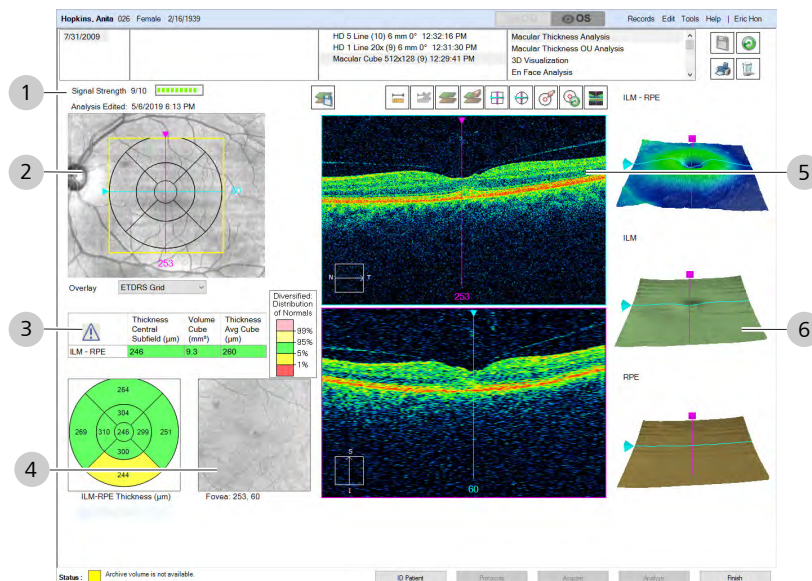 Hopkins, Anita 026 Female 2/16/1939
OS
Records Edit Tools Help | Eric Hon
7/31/2009
HD 5 Line (10) 6 mm 0° 12:32:16 PM
HD 1 Line 20x (9) 6 mm 0° 12:31:30 PM
Macular Cube 512x128 (9) 12:29:41 PM
Macular Thickness Analysis
Macular Thickness OU Analysis
3D Visualization
En Face Analysis
1
Signal Strength 9/10
Analysis Edited: 5/6/2019 6:13 PM
ILM - RPE
2
60
253
N
T
253
5
ILM
Overlay
ETDRS Grid
3
Thickness Central Subfield (µm)
Volume Cube (mm³)
Thickness Avg Cube (µm)
ILM - RPE 246 9.3 260
Diversified: Distribution of Normals
99%
95%
5%
1%
6
RPE
264
304
269 310 246 299 251
300
244
4
ILM-RPE Thickness (µm)
Fovea: 253, 60
S
I
60
Status :
Archive volume is not available.
ID Patient
Protocols
Acquire
Analysis
Finish